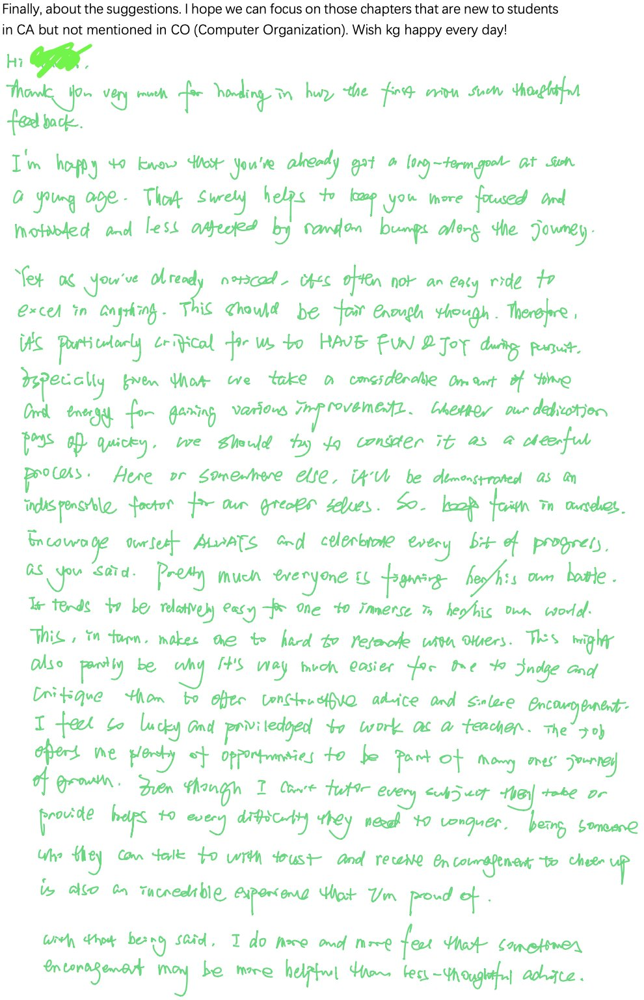 Finally, about the suggestions. I hope we can focus on those chapters that are new to students
in CA but not mentioned in CO (Computer Organization). Wish kg happy every day!
Hi
Thank you very much for handing in hw2 the first with such thoughtful
feedback.
I'm happy to know that you've already got a long-term goal at such
a young age. That surely helps to keep you more focused and
motivated and less affected by random bumps along the journey.
Yet as you've already noticed, it's often not an easy ride to
excel in anything. This should be fair enough though. Therefore,
it's particularly critical for us to HAVE FUN & JOY during pursuit.
Especially given that we take a considerable amount of time
and energy for gaining various improvements. Whether our dedication
pays off quicky, we should try to consider it as a cheerful
process. Here or somewhere else, it'll be demonstrated as an
indispensible factor for our greater selves. So, keep faith in ourselves.
Encourage ourself ALWAYS and celerbrate every bit of progress.
as you said. Pretty much everyone is fighting her/his own battle.
It tends to be relatively easy for one to immerse in her/his own world.
This, in turn, makes one to hard to resonate with others. This might
also partly be why it's way much easier for one to judge and
critique than to offer constructive advice and sincere encouragement.
I feel so lucky and priviledged to work as a teacher. The job
offers me plenty of opportunities to be part of many ones' journey
of growth. Even though I can't tutor every subject they take or
provide helps to every difficulty they need to conquer, being someone
who they can talk to with trust and receive encouragement to cheer up
is also an incredible experience that I'm proud of.
with that being said, I do more and more feel that sometimes
encouragement may be more helpful than less-thoughtful advice.